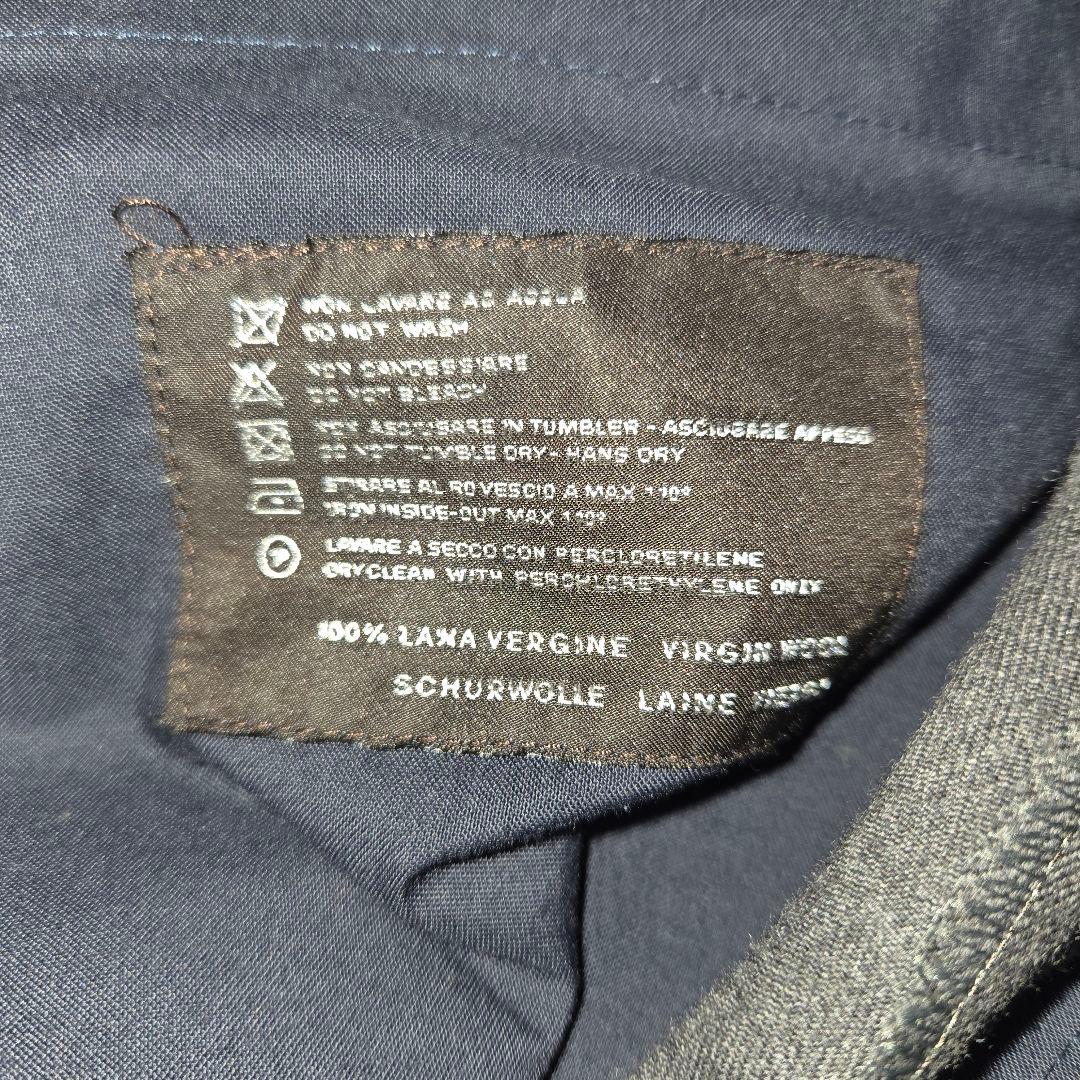 NON LAVARE AD ACQUA
DO NOT WASH
NON CANDEGGIARE
DO NOT BLEACH
NON ASCIUGARE IN TUMBLER - ASCIUGARE APPESO
DO NOT TUMBLE DRY - HANG DRY
STIRARE AL ROVESCIO A MAX 110°
IRON INSIDE-OUT MAX 110°
LAVARE A SECCO CON PERCLORETILENE
DRYCLEAN WITH PERCHLORETHYLENE ONLY
100% LANA VERGINE VIRGIN WOOL
SCHURWOLLE LAINE